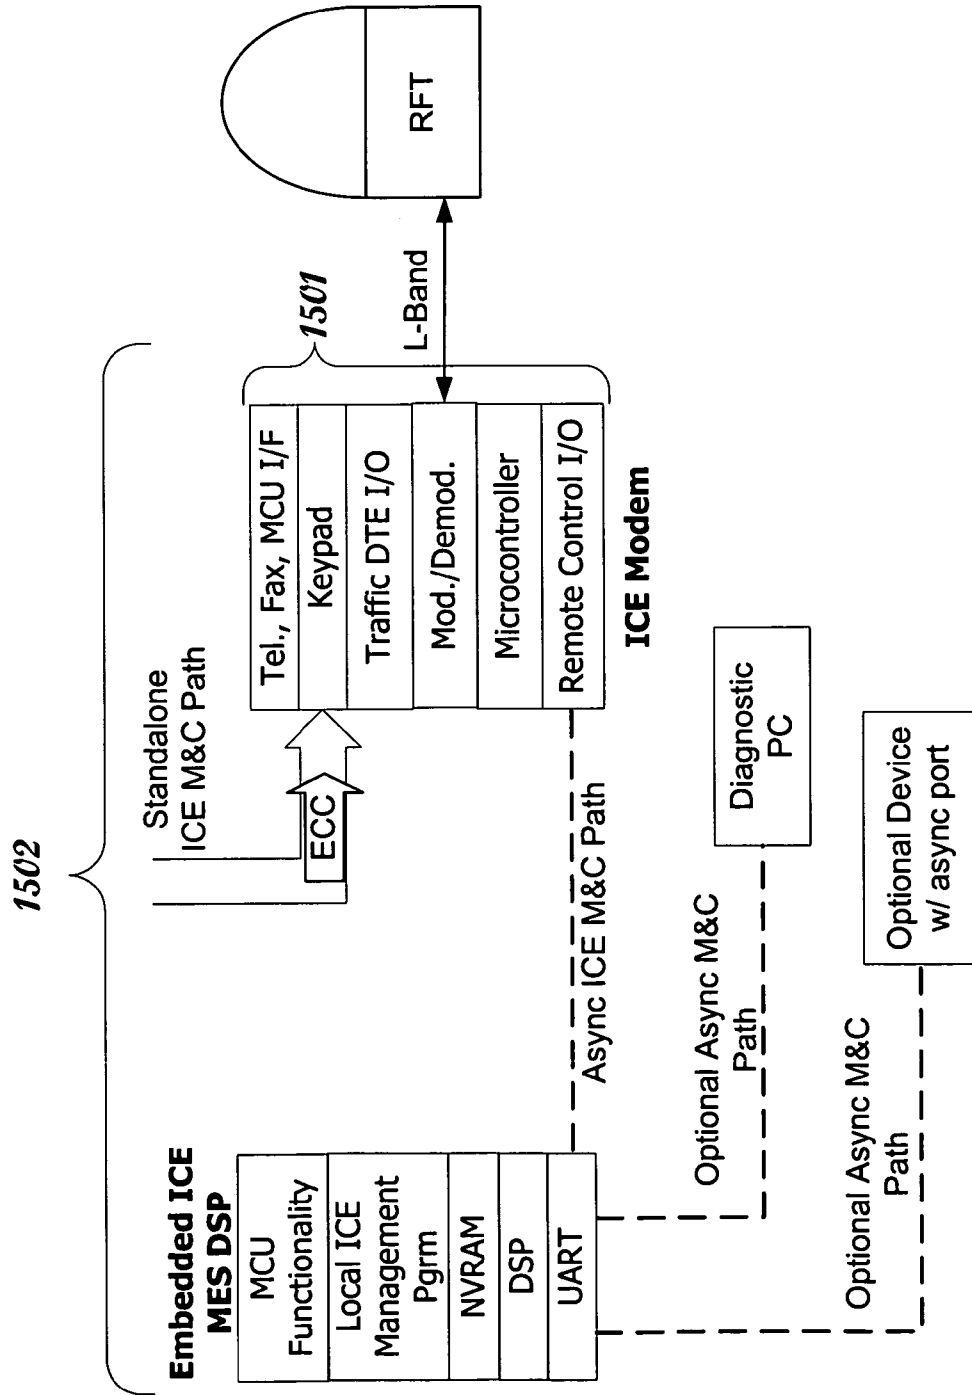 1502
Embedded ICE
MES DSP
MCU
Functionality
Local ICE
Management
Pgrm
NVRAM
DSP
UART
Standalone
ICE M&C Path
ECC
1501
Tel., Fax, MCU I/F
Keypad
Traffic DTE I/O
Mod./Demod.
Microcontroller
Remote Control I/O
ICE Modem
L-Band
RFT
Async ICE M&C Path
Optional Async M&C
Path
Diagnostic
PC
Optional Async M&C
Path
Optional Device
w/ async port